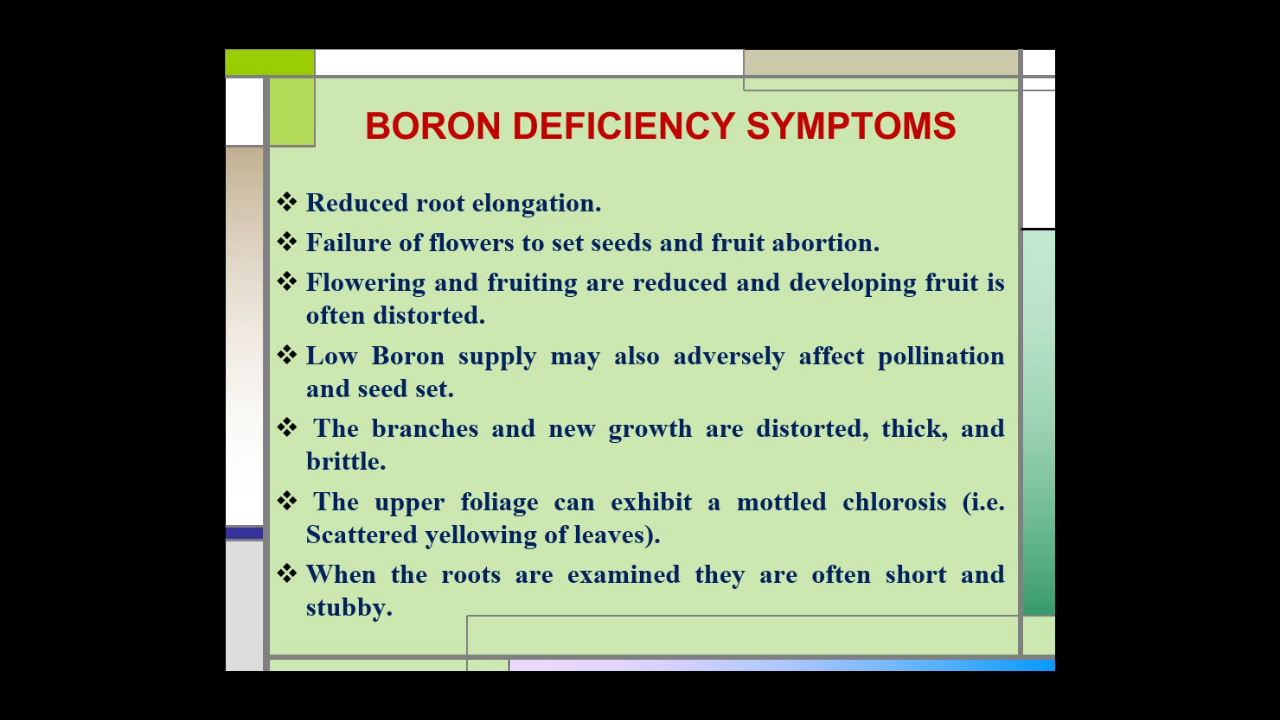 BORON DEFICIENCY SYMPTOMS
❖ Reduced root elongation.
❖ Failure of flowers to set seeds and fruit abortion.
❖ Flowering and fruiting are reduced and developing fruit is
often distorted.
❖ Low Boron supply may also adversely affect pollination
and seed set.
❖ The branches and new growth are distorted, thick, and
brittle.
❖ The upper foliage can exhibit a mottled chlorosis (i.e.
Scattered yellowing of leaves).
❖ When the roots are examined they are often short and
stubby.